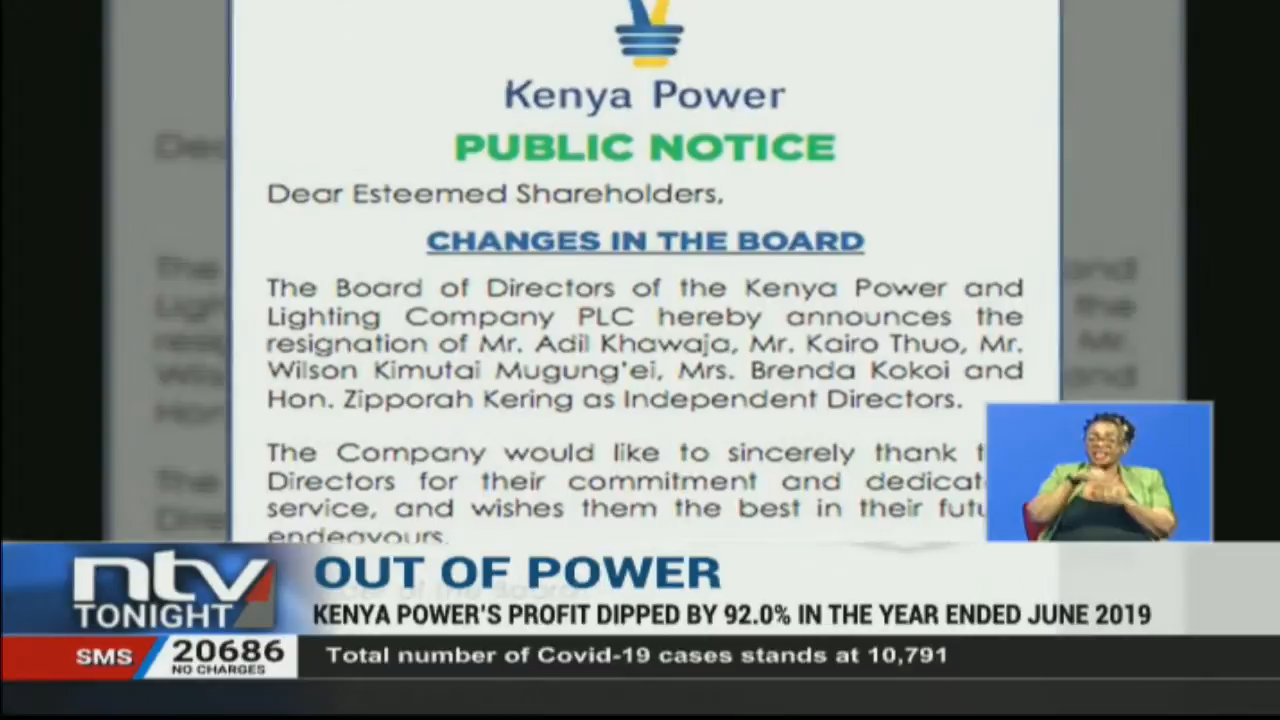 Kenya Power
PUBLIC NOTICE
Dear Esteemed Shareholders,
CHANGES IN THE BOARD
The Board of Directors of the Kenya Power and
Lighting Company PLC hereby announces the
resignation of Mr. Adil Khawaja, Mr. Kairo Thuo, Mr.
Wilson Kimutai Mugung'ei, Mrs. Brenda Kokoi and
Hon. Zipporah Kering as Independent Directors.
The Company would like to sincerely thank t
Directors for their commitment and dedicat
service, and wishes them the best in their futu
endeavours.
ntv
TONIGHT
OUT OF POWER
KENYA POWER'S PROFIT DIPPED BY 92.0% IN THE YEAR ENDED JUNE 2019
SMS 20686
NO CHARGES
Total number of Covid-19 cases stands at 10,791